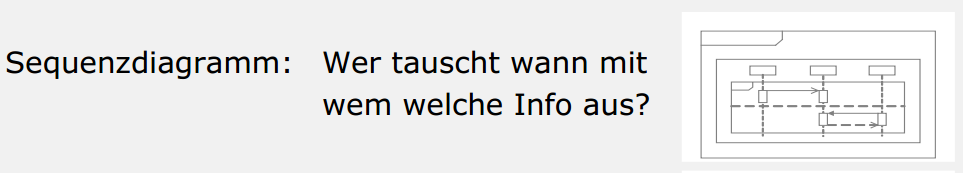 Sequenzdiagramm: Wer tauscht wann mit
wem welche Info aus?